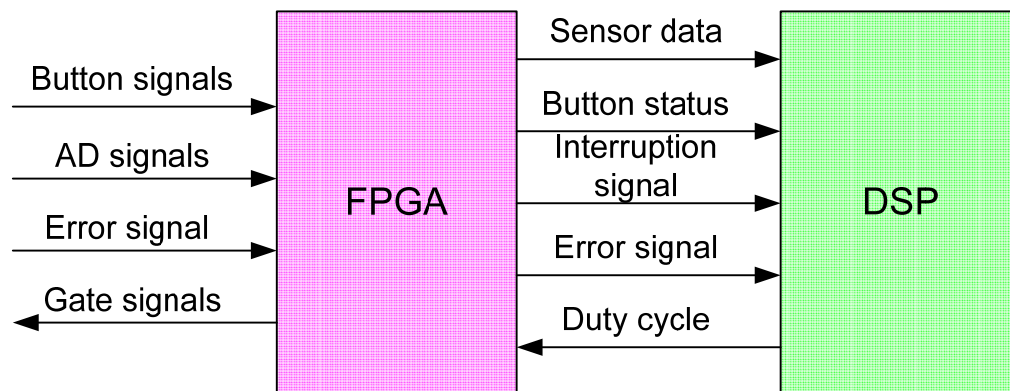 Button signals
AD signals
Error signal
Gate signals
FPGA
Sensor data
Button status
Interruption
signal
Error signal
Duty cycle
DSP